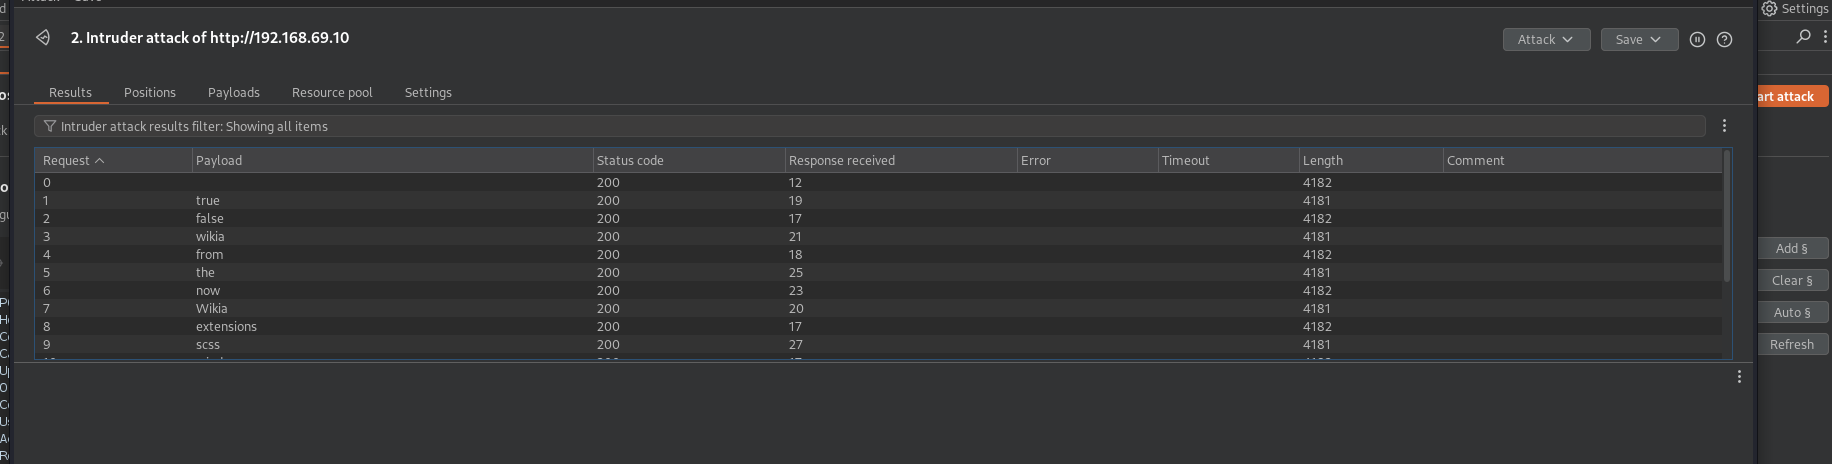 Settings
2. Intruder attack of http://192.168.69.10
Attack Save
Results Positions Payloads Resource pool Settings
art attack
Intruder attack results filter: Showing all items
Request Payload Status code Response received Error Timeout Length Comment
0 200 12 4182
1 true 200 19 4181
2 false 200 17 4182
3 wikia 200 21 4181
4 from 200 18 4182
5 the 200 25 4181
6 now 200 23 4182
7 Wikia 200 20 4181
8 extensions 200 17 4182
9 scss 200 27 4181
Add §
Clear §
Auto §
Refresh